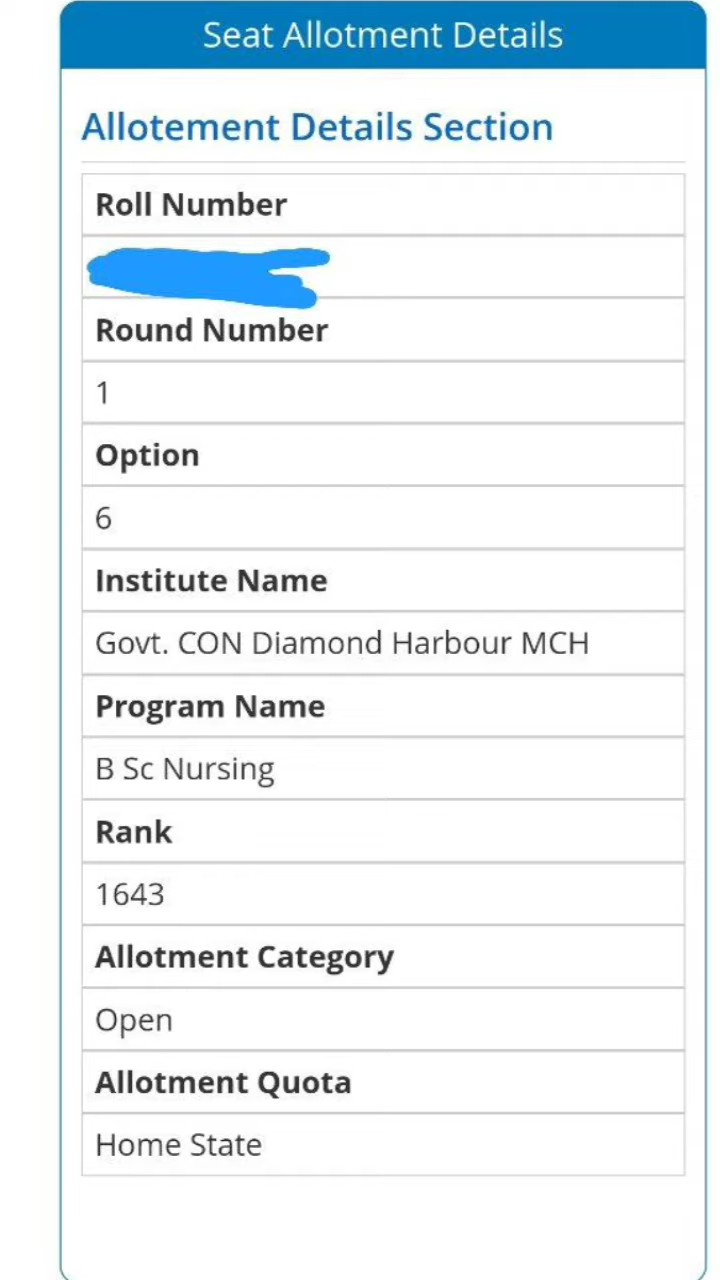 Seat Allotment Details
Allotement Details Section
Roll Number
Round Number
1
Option
6
Institute Name
Govt. CON Diamond Harbour MCH
Program Name
B Sc Nursing
Rank
1643
Allotment Category
Open
Allotment Quota
Home State